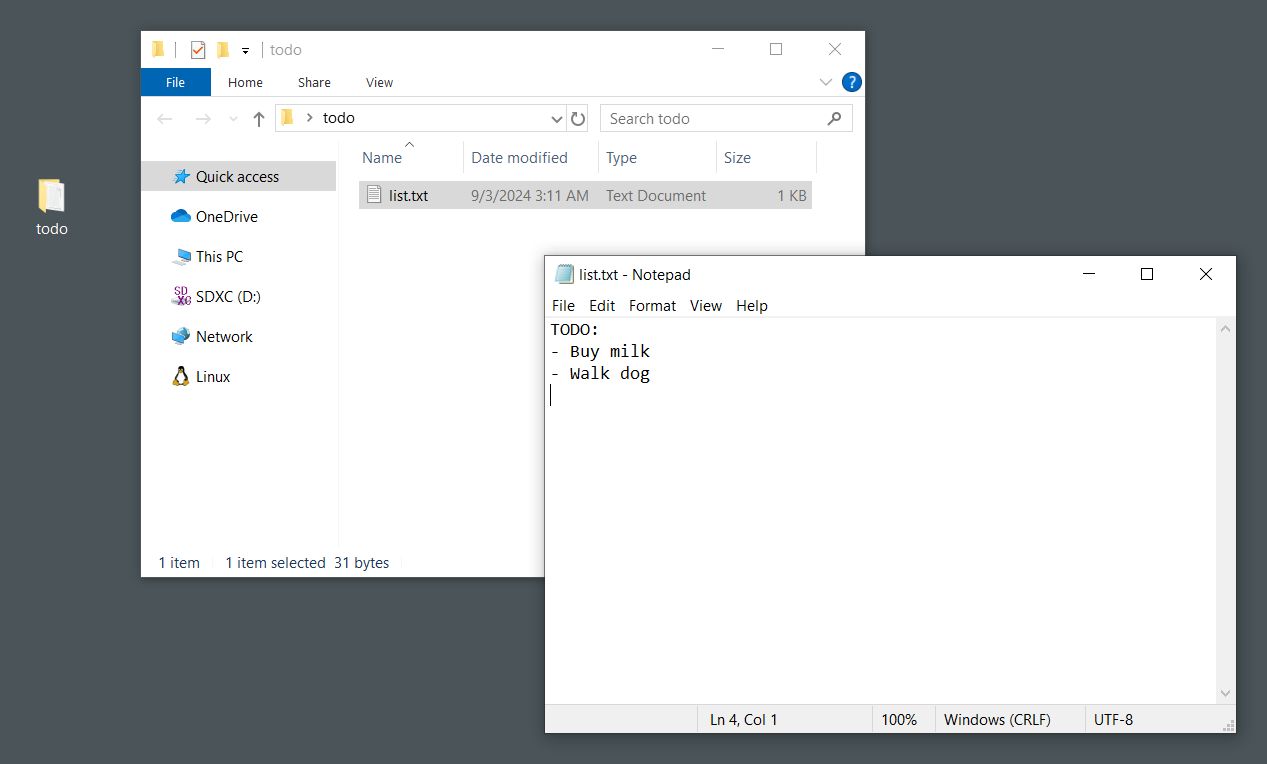 todo
todo
File Home Share View
?
todo
Search todo
Name Date modified Type Size
list.txt 9/3/2024 3:11 AM Text Document 1 KB
Quick access
OneDrive
This PC
SDXC (D:)
Network
Linux
1 item 1 item selected 31 bytes
list.txt - Notepad
File Edit Format View Help
TODO:
- Buy milk
- Walk dog
Ln 4, Col 1 100% Windows (CRLF) UTF-8